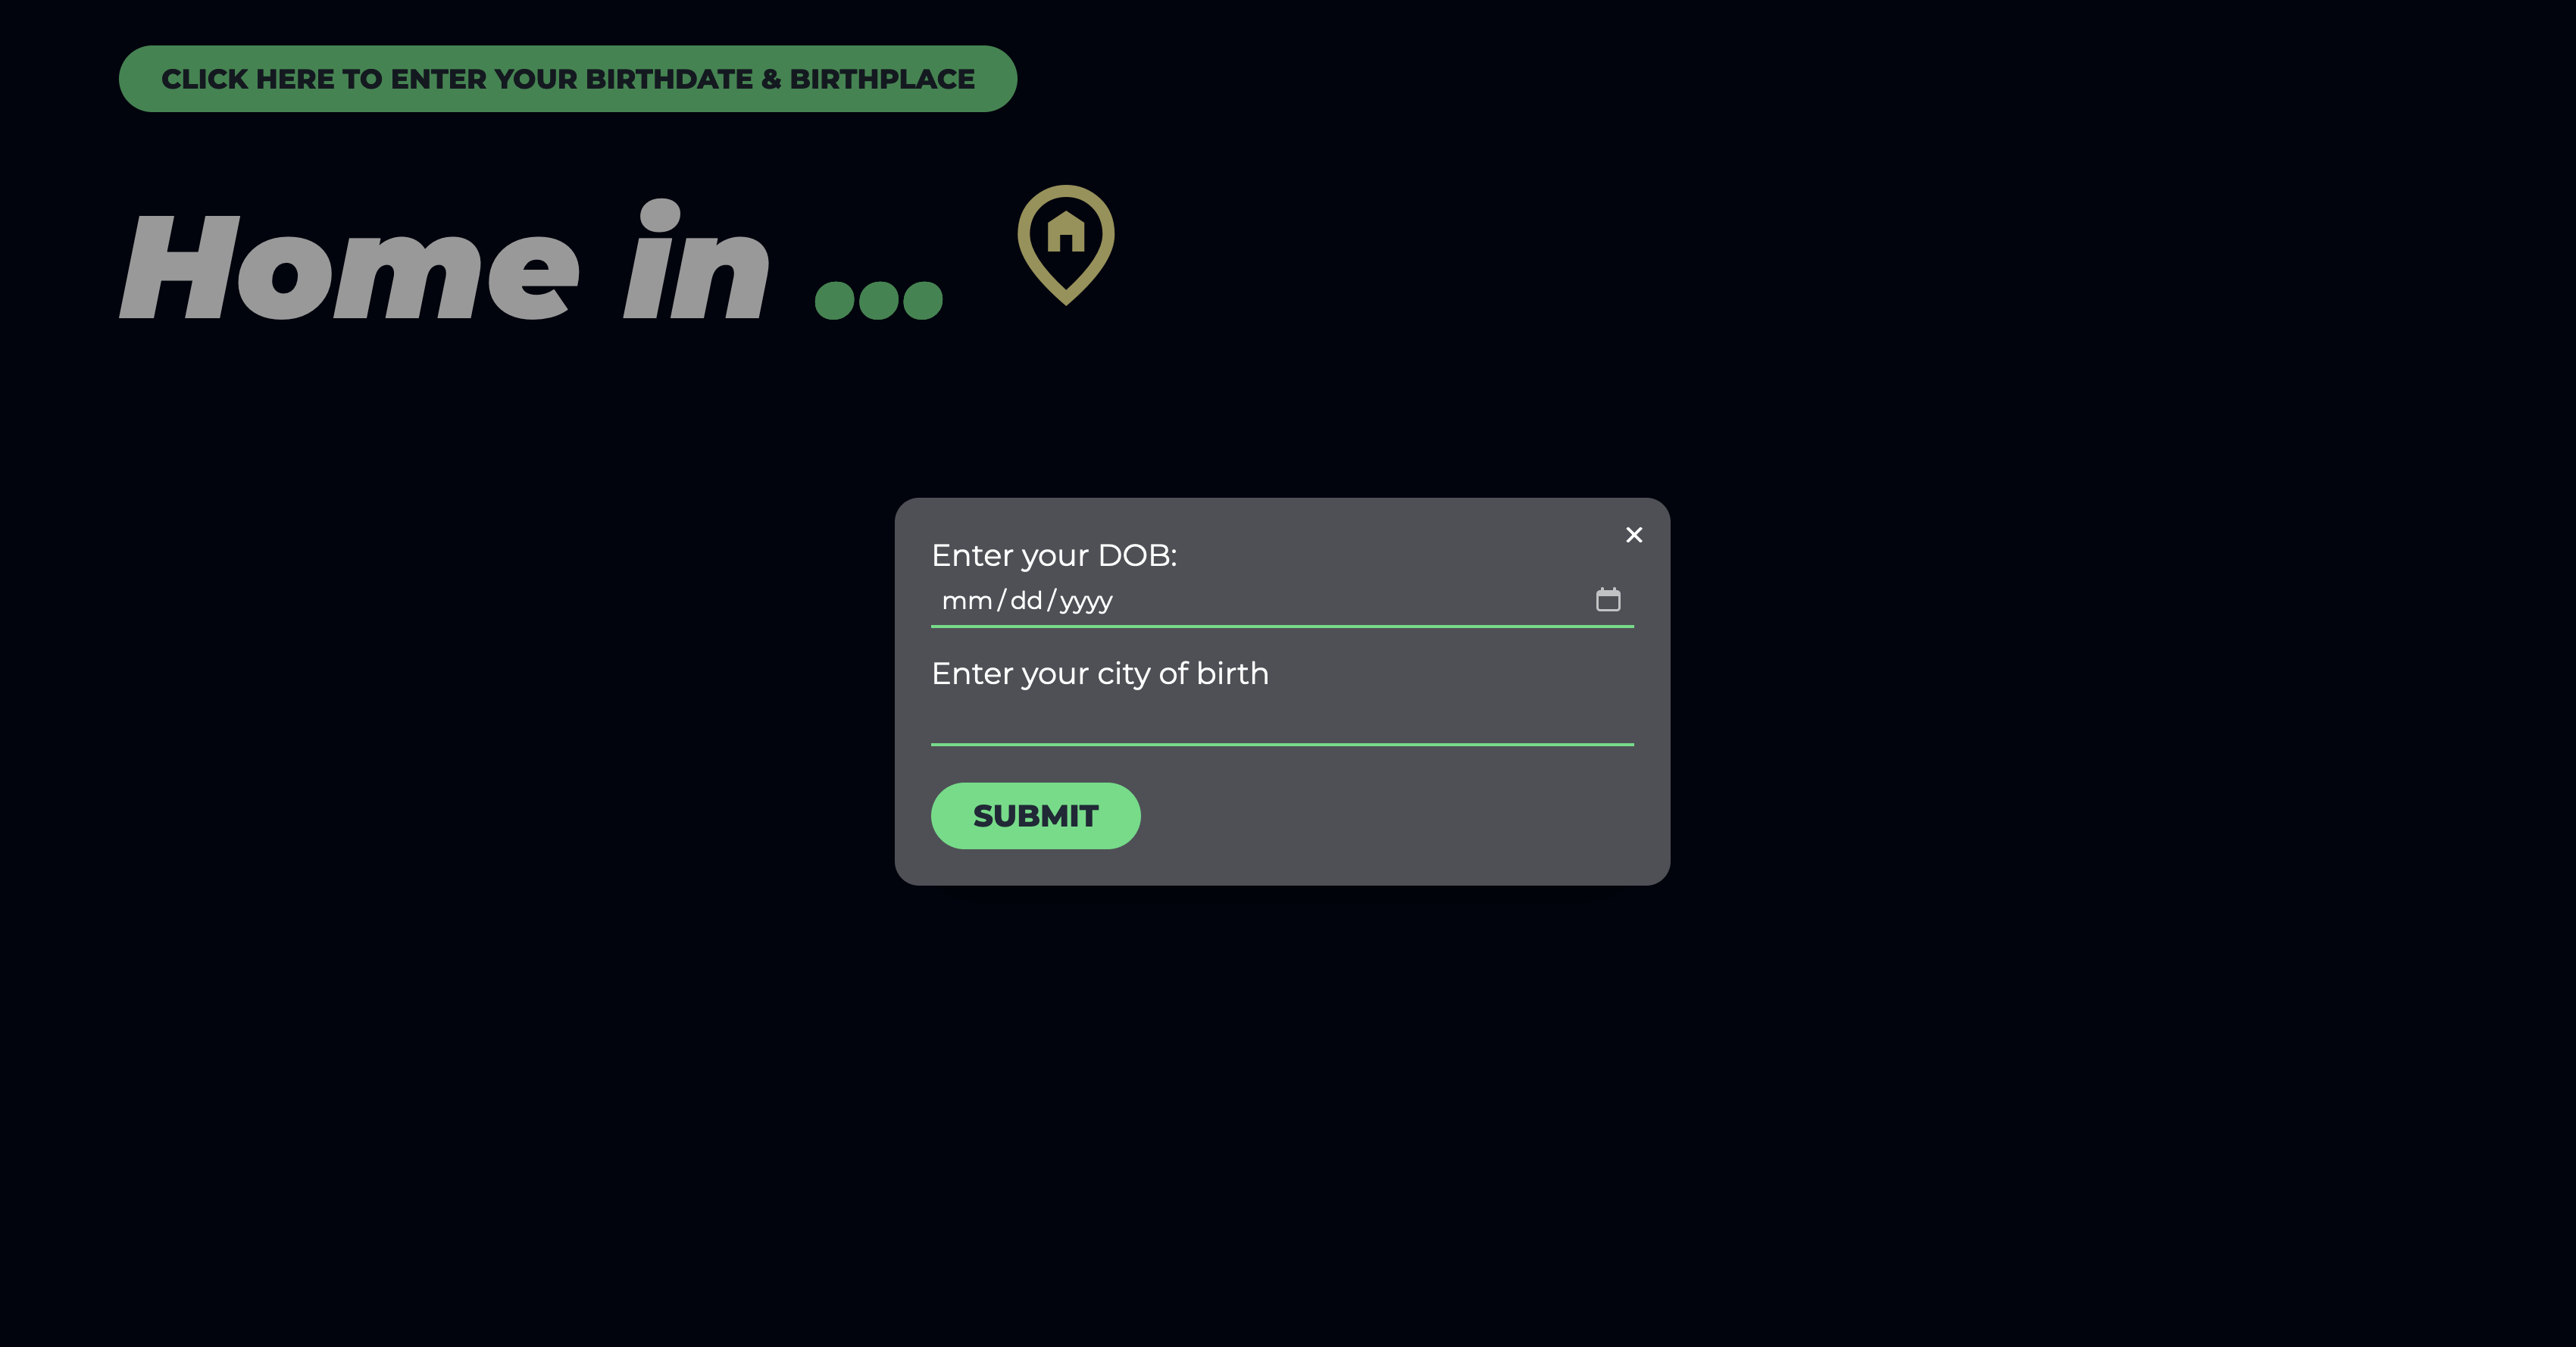 CLICK HERE TO ENTER YOUR BIRTHDATE & BIRTHPLACE
Home in ...
Enter your DOB:
mm/dd/yyyy
Enter your city of birth
SUBMIT